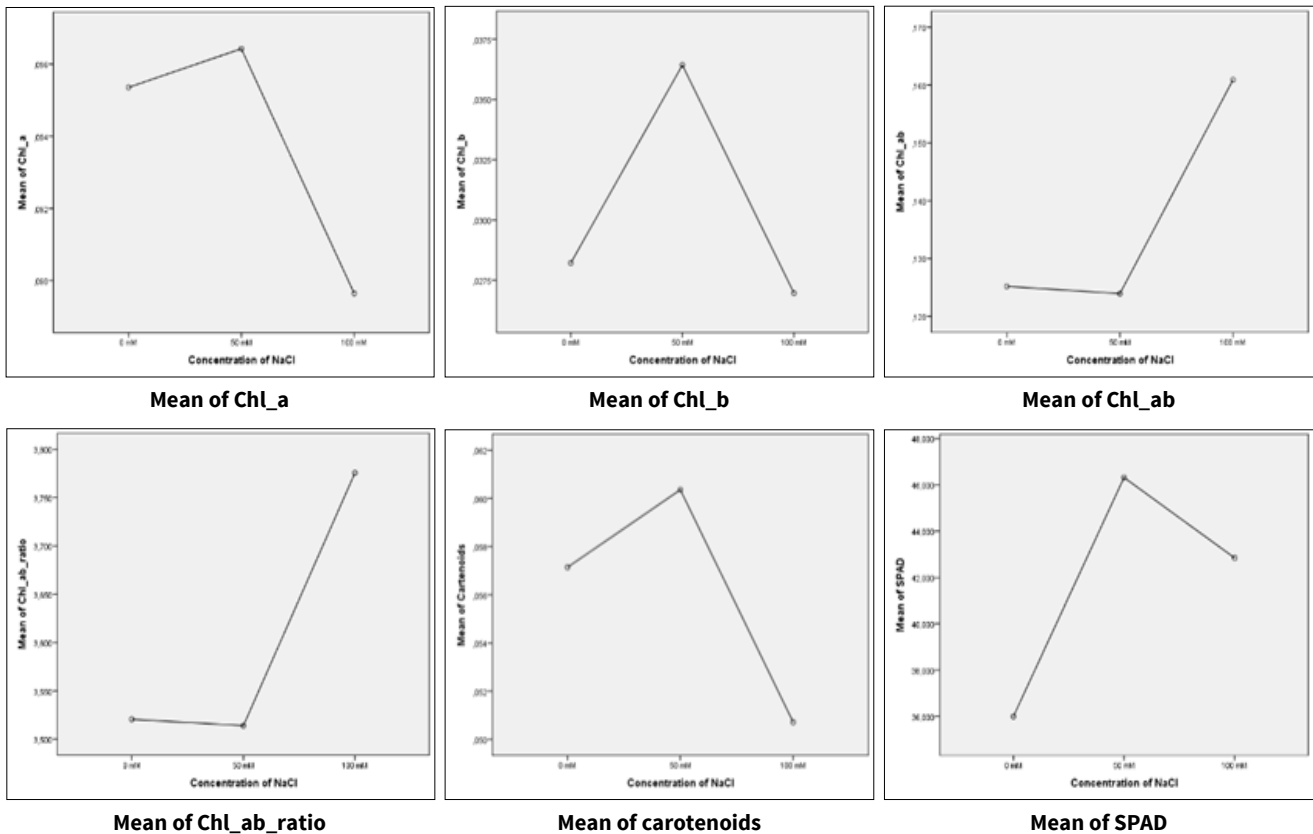 Mean of Chl_a
,096
,094
,092
,090
0 mM 50 mM 100 mM
Concentration of NaCl
Mean of Chl_a
Mean of Chl_b
,0375
,0350
,0325
,0300
,0275
0 mM 50 mM 100 mM
Concentration of NaCl
Mean of Chl_b
Mean of Chl_ab
,170
,160
,150
,140
,130
,120
0 mM 50 mM 100 mM
Concentration of NaCl
Mean of Chl_ab
Mean of Chl_ab_ratio
3,800
3,750
3,700
3,650
3,600
3,550
3,500
0 mM 50 mM 100 mM
Concentration of NaCl
Mean of Chl_ab_ratio
Mean of Cartenoids
,062
,060
,058
,056
,054
,052
,050
0 mM 50 mM 100 mM
Concentration of NaCl
Mean of carotenoids
Mean of SPAD
48,000
46,000
44,000
42,000
40,000
38,000
36,000
0 mM 50 mM 100 mM
Concentration of NaCl
Mean of SPAD